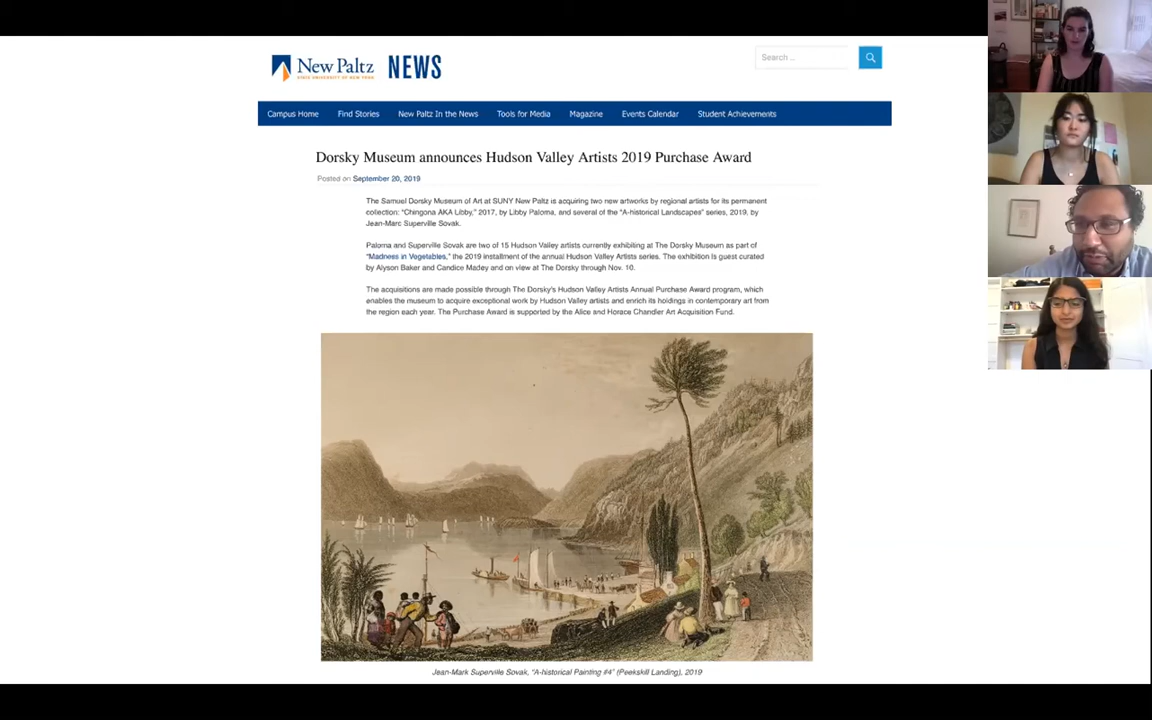 New Paltz NEWS
STATE UNIVERSITY OF NEW YORK
Search ...
Campus Home Find Stories New Paltz In the News Tools for Media Magazine Events Calendar Student Achievements
Dorsky Museum announces Hudson Valley Artists 2019 Purchase Award
Posted on September 20, 2019
The Samuel Dorsky Museum of Art at SUNY New Paltz is acquiring two new artworks by regional artists for its permanent
collection: "Chingona AKA Libby," 2017, by Libby Paloma, and several of the "A-historical Landscapes" series, 2019, by
Jean-Marc Superville Sovak.
Paloma and Superville Sovak are two of 15 Hudson Valley artists currently exhibiting at The Dorsky Museum as part of
"Madness in Vegetables," the 2019 installment of the annual Hudson Valley Artists series. The exhibition is guest curated
by Alyson Baker and Candice Madey and on view at The Dorsky through Nov. 10.
The acquisitions are made possible through The Dorsky's Hudson Valley Artists Annual Purchase Award program, which
enables the museum to acquire exceptional work by Hudson Valley artists and enrich its holdings in contemporary art from
the region each year. The Purchase Award is supported by the Alice and Horace Chandler Art Acquisition Fund.
Jean-Mark Superville Sovak, "A-historical Painting #4" (Peekskill Landing), 2019